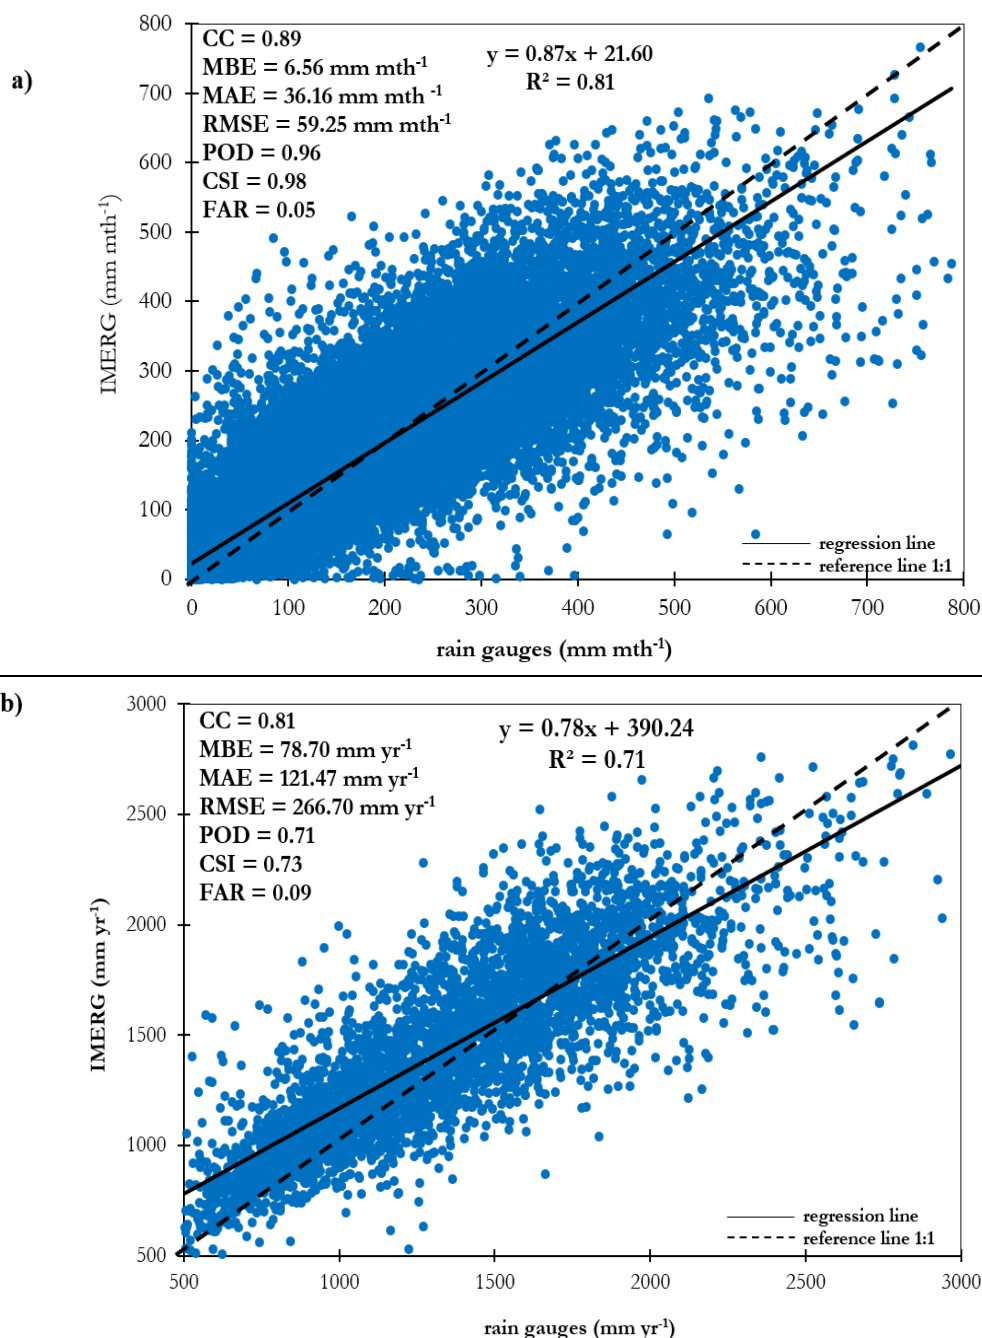 a)
800
700
600
500
400
300
200
100
0
IMERG (mm mth⁻¹)
CC = 0.89
MBE = 6.56 mm mth⁻¹
MAE = 36.16 mm mth ⁻¹
RMSE = 59.25 mm mth⁻¹
POD = 0.96
CSI = 0.98
FAR = 0.05
y = 0.87x + 21.60
R² = 0.81
regression line
reference line 1:1
0 100 200 300 400 500 600 700 800
rain gauges (mm mth⁻¹)
b)
3000
2500
2000
1500
1000
500
IMERG (mm yr⁻¹)
CC = 0.81
MBE = 78.70 mm yr⁻¹
MAE = 121.47 mm yr⁻¹
RMSE = 266.70 mm yr⁻¹
POD = 0.71
CSI = 0.73
FAR = 0.09
y = 0.78x + 390.24
R² = 0.71
regression line
reference line 1:1
500 1000 1500 2000 2500 3000
rain gauges (mm yr⁻¹)